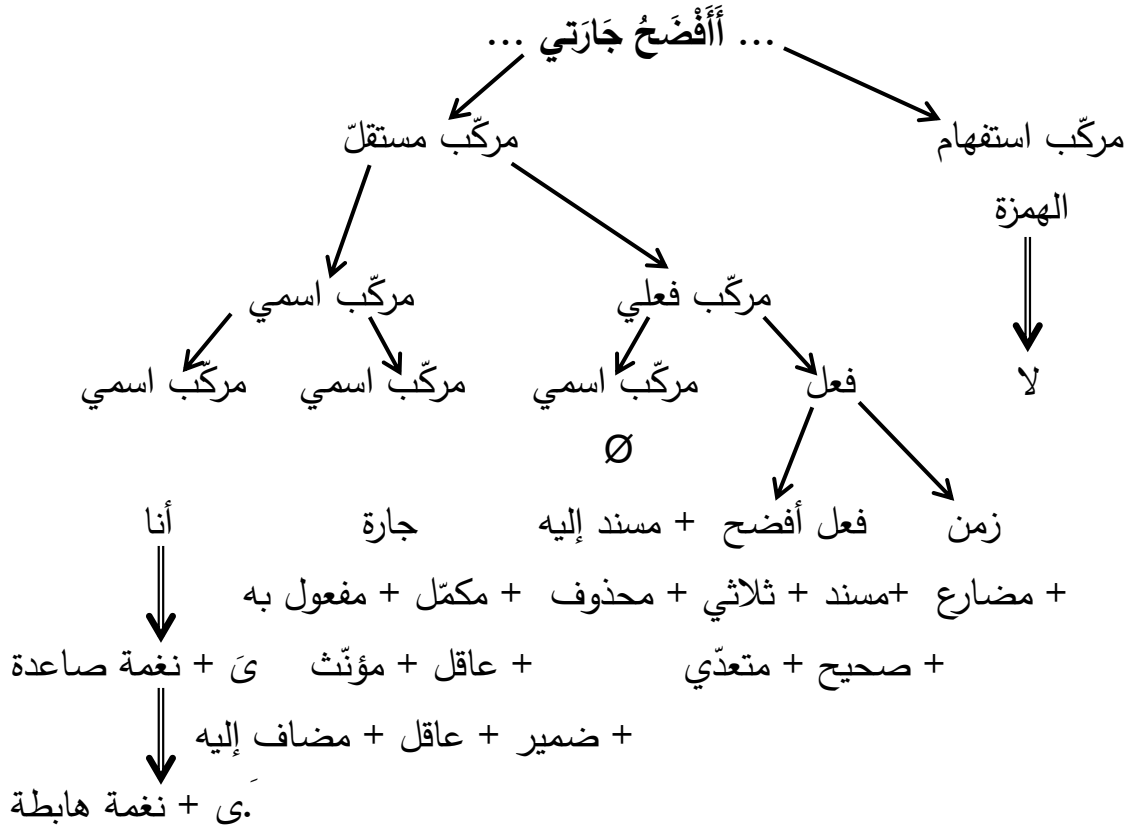 ... أَأَفْضَحُ جَارَتي ...
مركّب استفهام مركّب مستقلّ
الهمزة
مركّب فعلي مركّب اسمي
لا فعل مركّب اسمي مركّب اسمي مركّب اسمي
Ø
زمن فعل أفضح + مسند إليه جارة أنا
+ مضارع +مسند + ثلاثي + محذوف + مكمّل + مفعول به
+ صحيح + متعدّي + عاقل + مؤنّث ىَ + نغمة صاعدة
+ ضمير + عاقل + مضاف إليه
.َى + نغمة هابطة